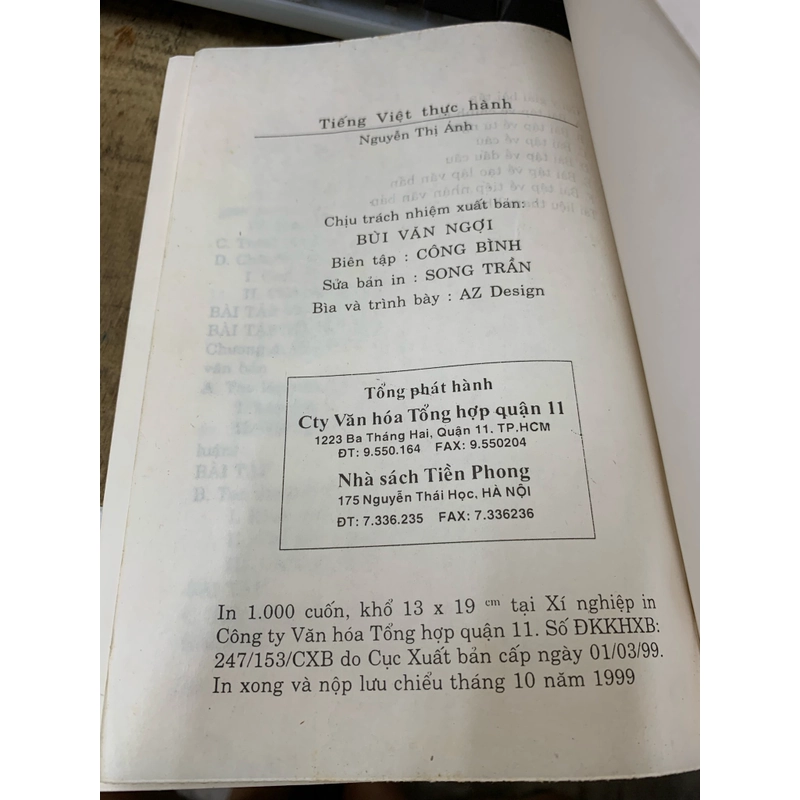 Tiếng Việt thực hành
Nguyễn Thị Ảnh
Chịu trách nhiệm xuất bản:
BÙI VĂN NGỢI
Biên tập : CÔNG BÌNH
Sửa bản in : SONG TRẦN
Bìa và trình bày : AZ Design
Tổng phát hành
Cty Văn hóa Tổng hợp quận 11
1223 Ba Tháng Hai, Quận 11. TP.HCM
ĐT: 9.550.164 FAX: 9.550204
Nhà sách Tiền Phong
175 Nguyễn Thái Học, HÀ NỘI
ĐT: 7.336.235 FAX: 7.336236
In 1.000 cuốn, khổ 13 x 19 cm tại Xí nghiệp in
Công ty Văn hóa Tổng hợp quận 11. Số ĐKKHXB:
247/153/CXB do Cục Xuất bản cấp ngày 01/03/99.
In xong và nộp lưu chiểu tháng 10 năm 1999